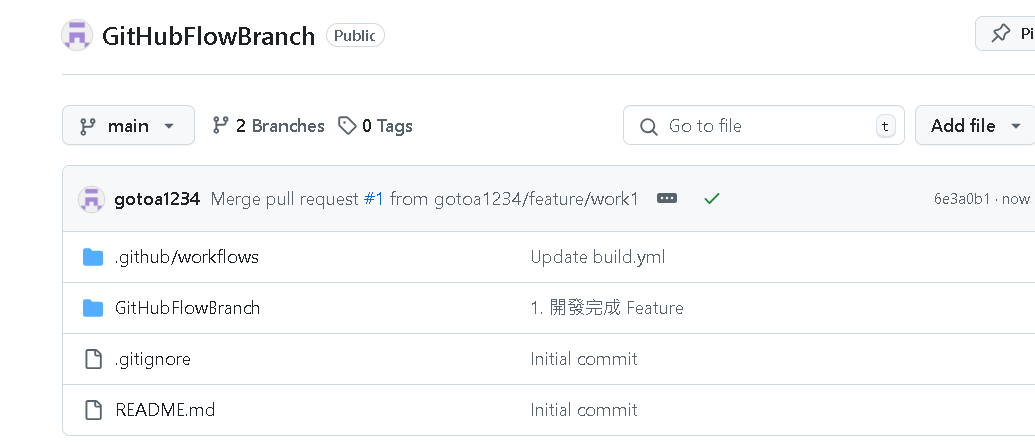 GitHubFlowBranch Public
main 2 Branches 0 Tags Go to file t Add file
gotoa1234 Merge pull request #1 from gotoa1234/feature/work1 6e3a0b1 · now
.github/workflows Update build.yml
GitHubFlowBranch 1. 開發完成 Feature
.gitignore Initial commit
README.md Initial commit